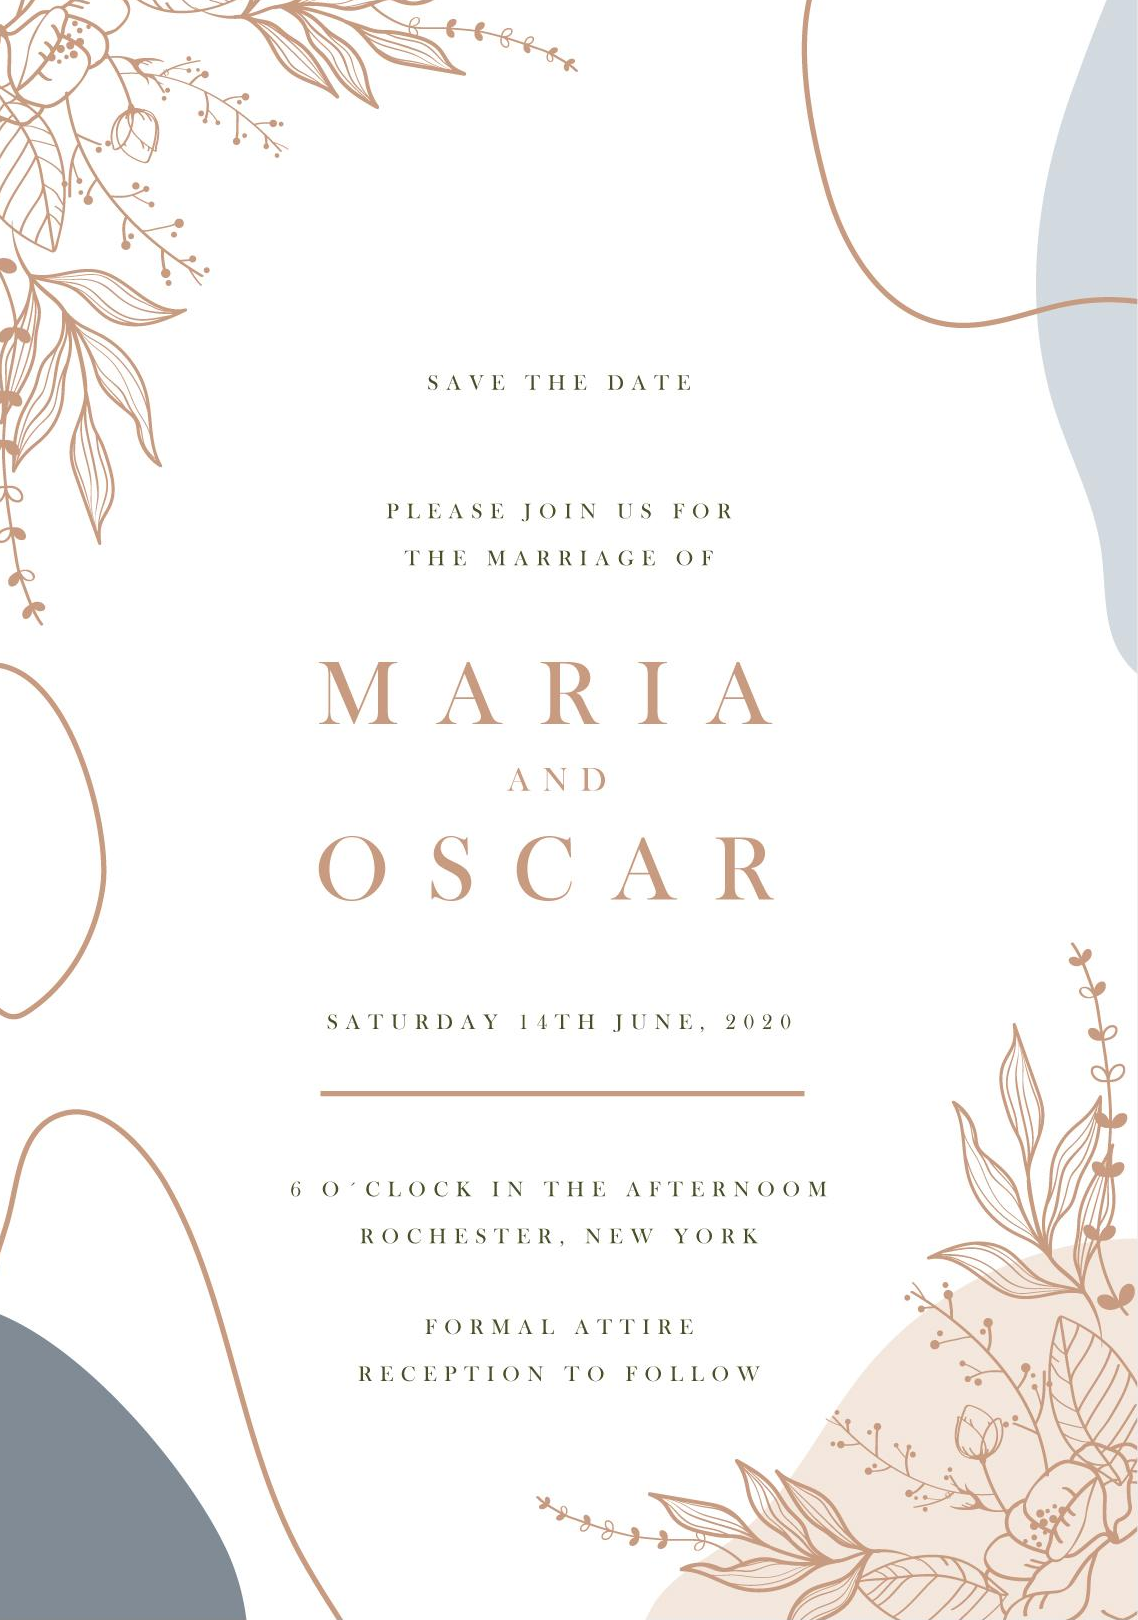 SAVE THE DATE
PLEASE JOIN US FOR
THE MARRIAGE OF
MARIA
AND
OSCAR
SATURDAY 14TH JUNE, 2020
6 O´CLOCK IN THE AFTERNOOM
ROCHESTER, NEW YORK
FORMAL ATTIRE
RECEPTION TO FOLLOW